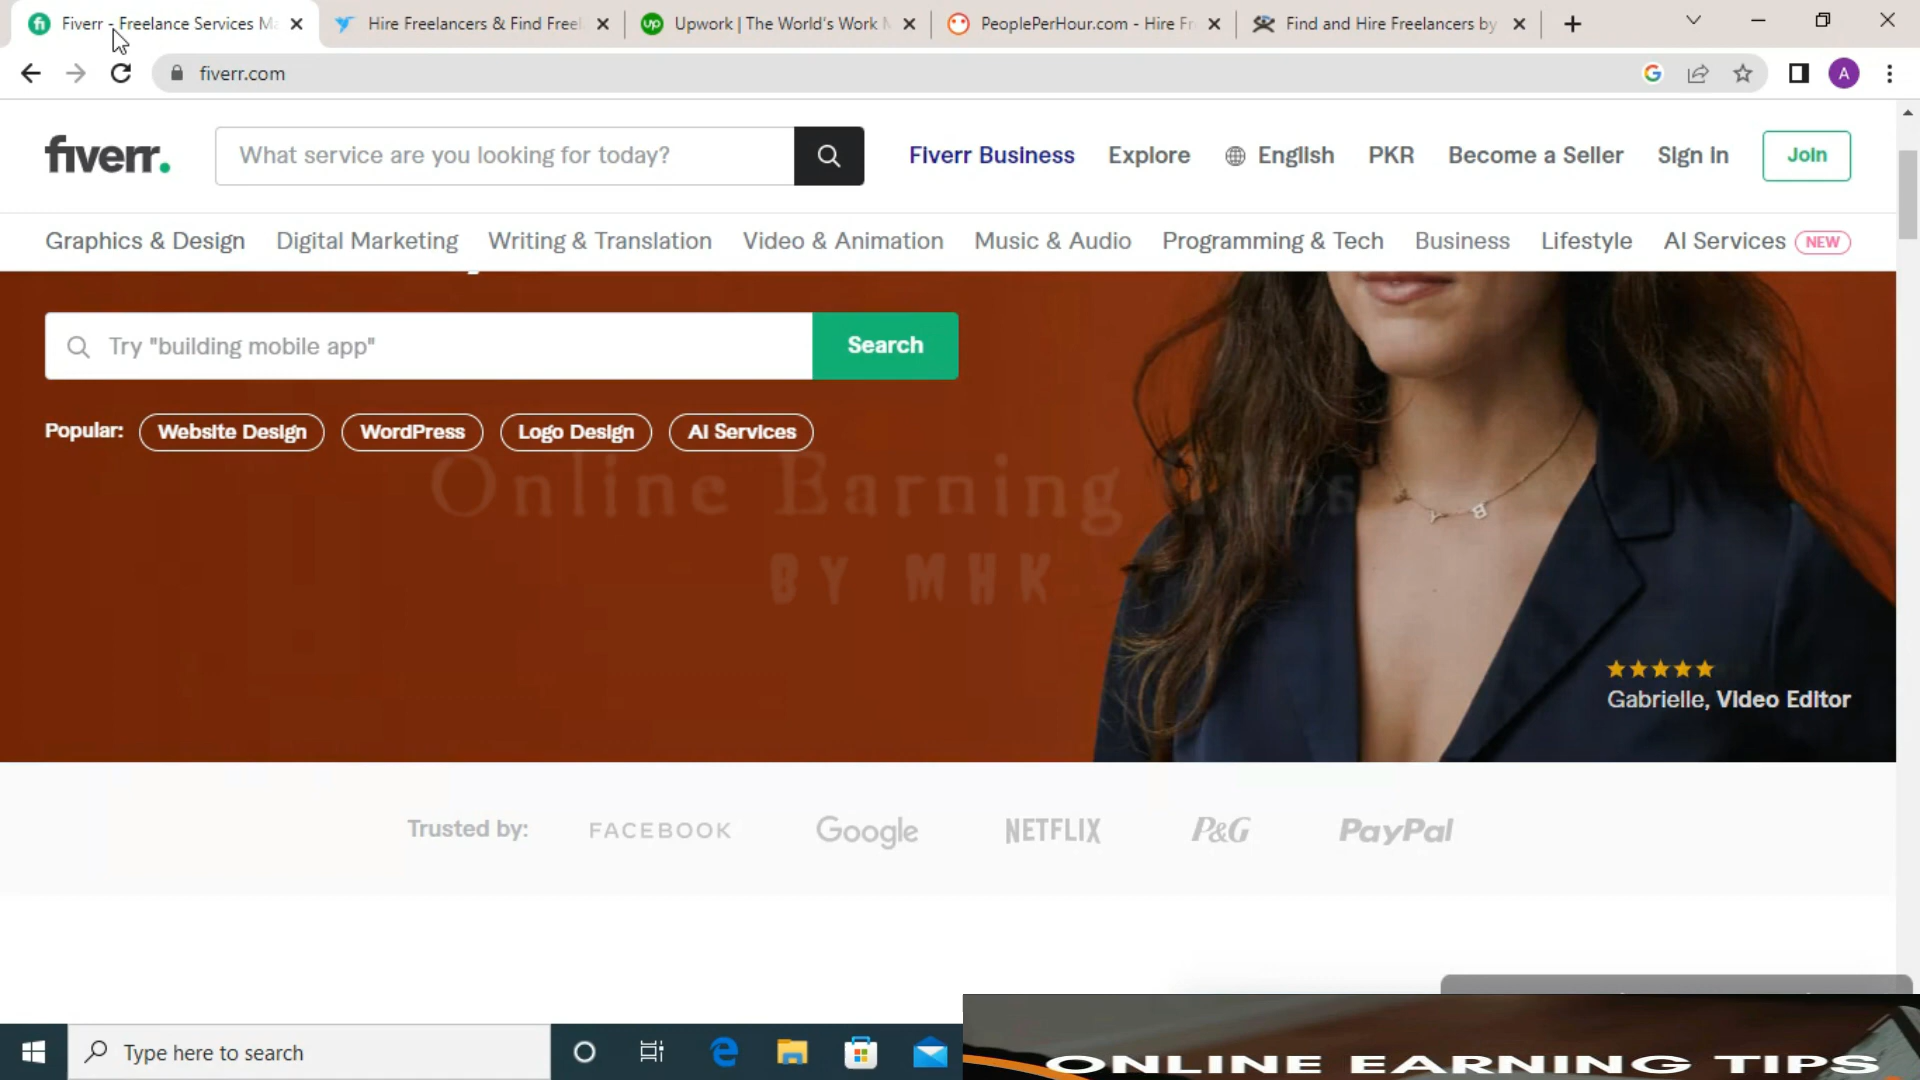 Fiverr - Freelance Services Ma
Hire Freelancers & Find Freel
up Upwork | The World's Work M
PeoplePerHour.com - Hire Fr
Find and Hire Freelancers by
fiverr.com
A
fiverr.
What service are you looking for today?
Fiverr Business
Explore
English
PKR
Become a Seller
Sign in
Join
Graphics & Design
Digital Marketing
Writing & Translation
Video & Animation
Music & Audio
Programming & Tech
Business
Lifestyle
AI Services NEW
Try "building mobile app"
Search
Popular: Website Design WordPress Logo Design AI Services
Online Earning Tips
BY MHK
Gabrielle, Video Editor
Trusted by: FACEBOOK Google NETFLIX P&G PayPal
Type here to search
ONLINE EARNING TIPS